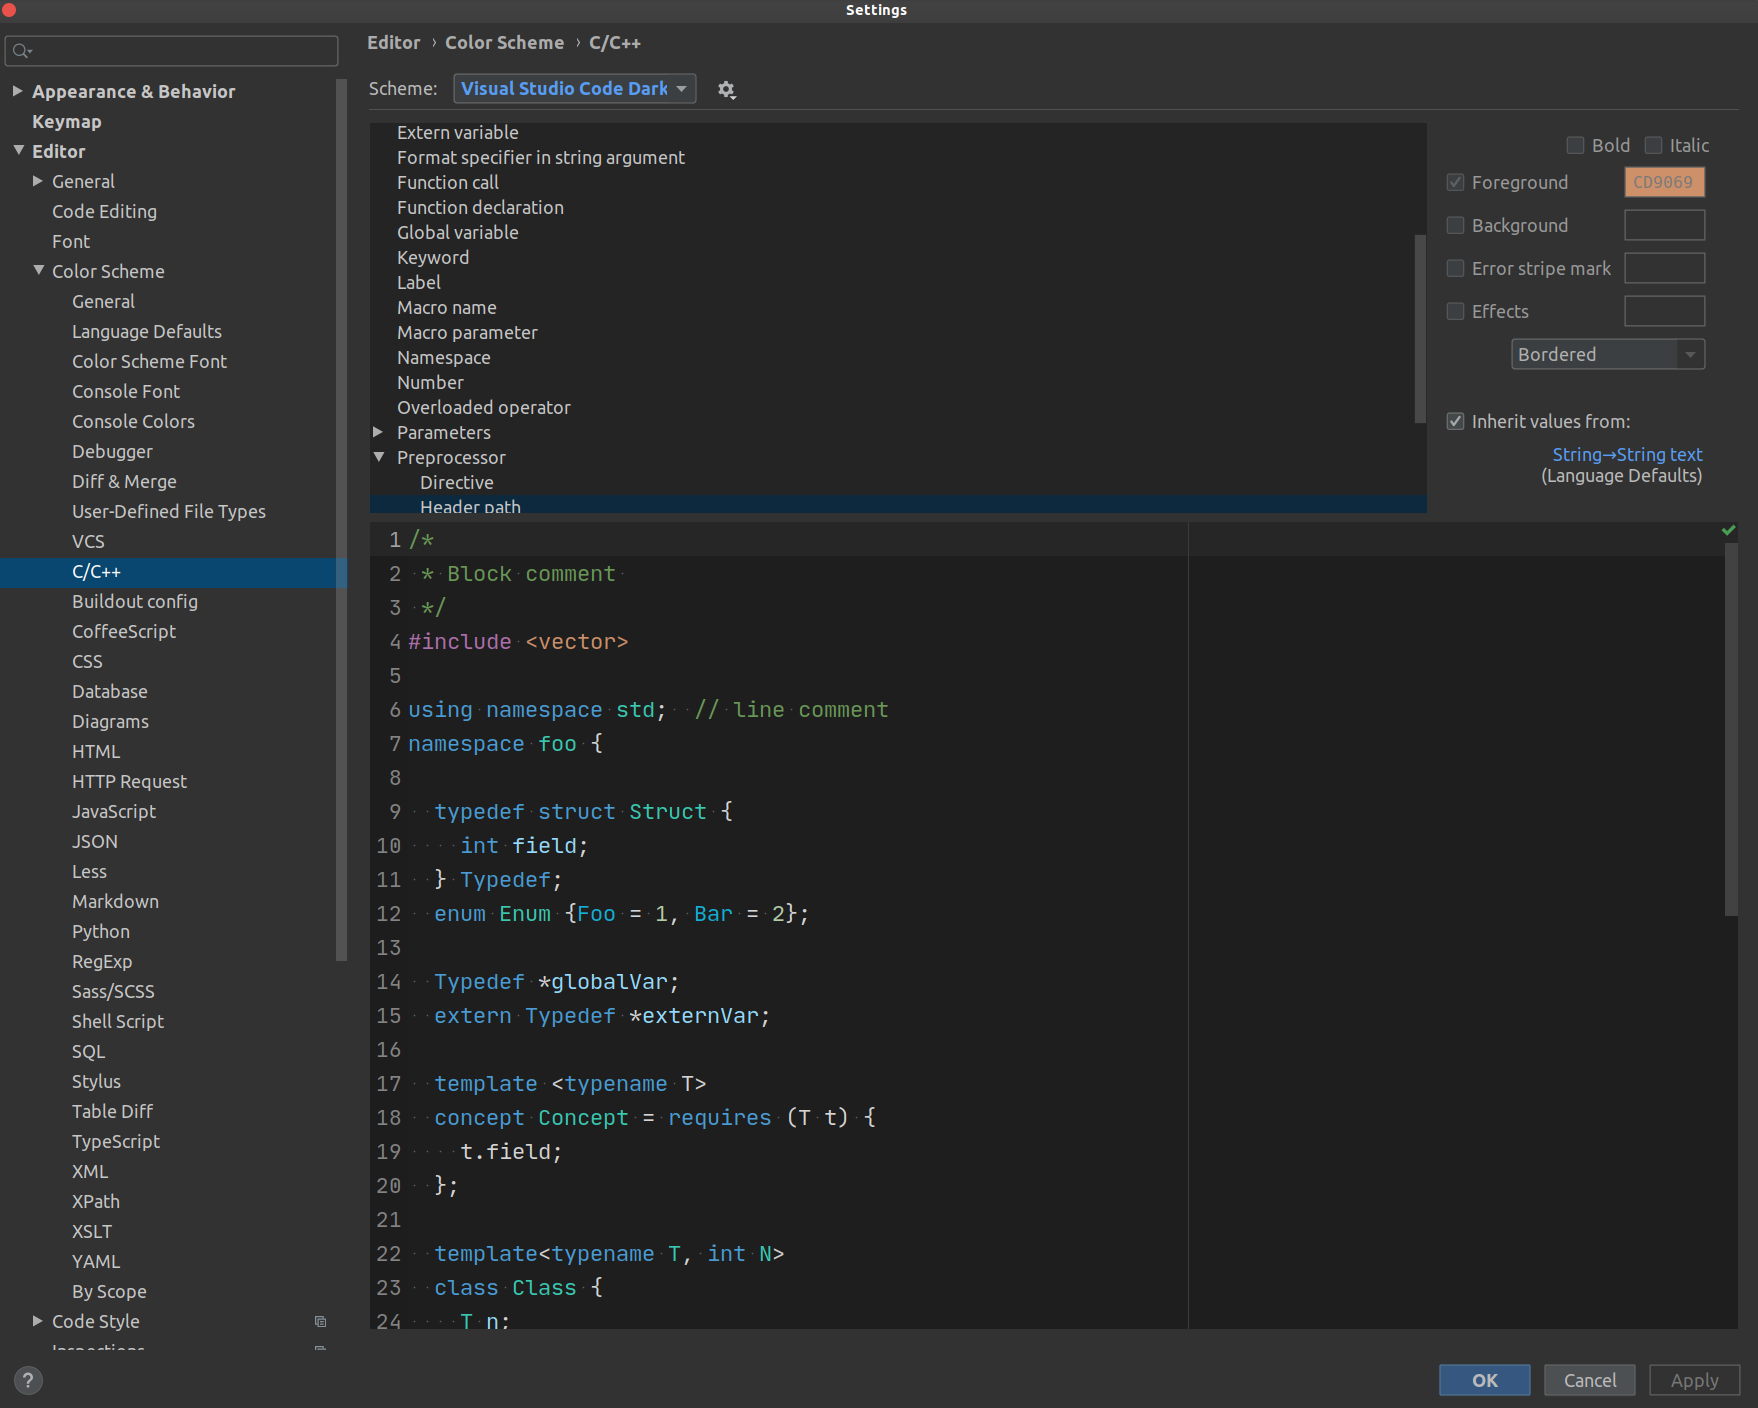 Settings
Appearance & Behavior
Keymap
Editor
General
Code Editing
Font
Color Scheme
General
Language Defaults
Color Scheme Font
Console Font
Console Colors
Debugger
Diff & Merge
User-Defined File Types
VCS
C/C++
Buildout config
CoffeeScript
CSS
Database
Diagrams
HTML
HTTP Request
JavaScript
JSON
Less
Markdown
Python
RegExp
Sass/SCSS
Shell Script
SQL
Stylus
Table Diff
TypeScript
XML
XPath
XSLT
YAML
By Scope
Code Style
Inspections
Editor › Color Scheme › C/C++
Scheme: Visual Studio Code Dark
Extern variable
Format specifier in string argument
Function call
Function declaration
Global variable
Keyword
Label
Macro name
Macro parameter
Namespace
Number
Overloaded operator
Parameters
Preprocessor
Directive
Header path
Bold Italic
Foreground CD9069
Background
Error stripe mark
Effects
Bordered
Inherit values from:
String→String text
(Language Defaults)
1 /*
2  * Block comment
3  */
4 #include <vector>
5
6 using namespace std;  // line comment
7 namespace foo {
8
9   typedef struct Struct {
10     int field;
11   } Typedef;
12   enum Enum {Foo = 1, Bar = 2};
13
14   Typedef *globalVar;
15   extern Typedef *externVar;
16
17   template <typename T>
18   concept Concept = requires (T t) {
19     t.field;
20   };
21
22   template<typename T, int N>
23   class Class {
24     T n;
?
OK Cancel Apply